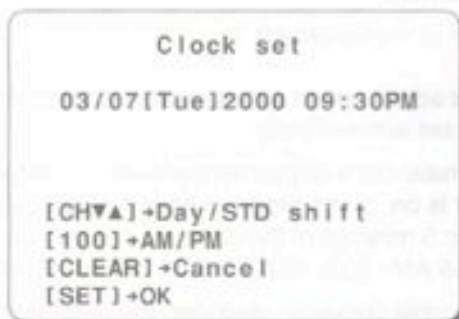 Clock set
03/07[Tue]2000 09:30PM
[CH▼▲]→Day/STD shift
[100]→AM/PM
[CLEAR]→Cancel
[SET]→OK